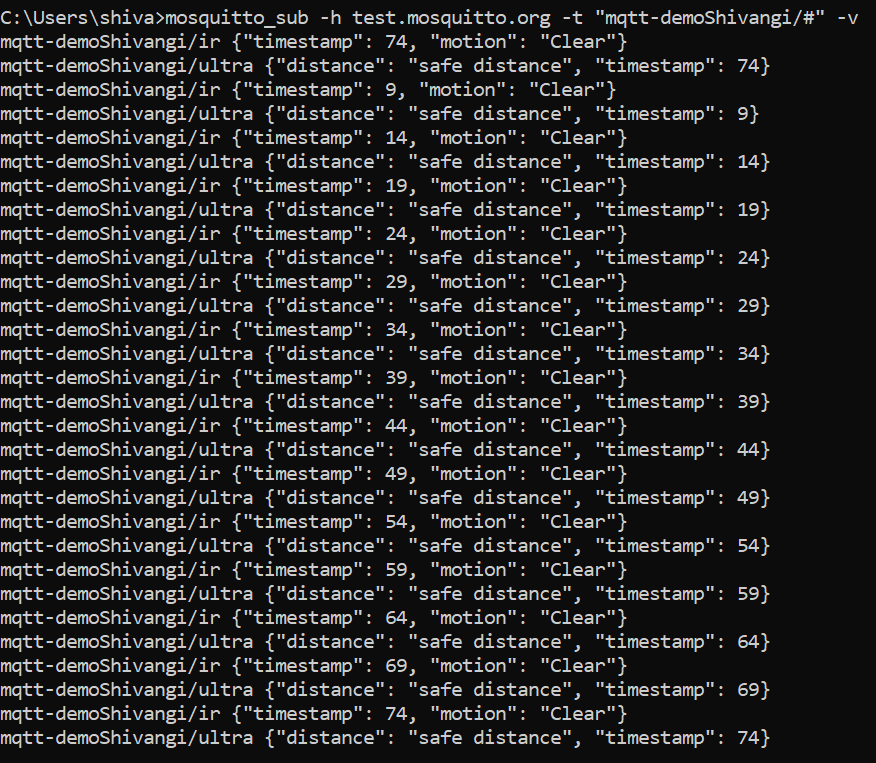 C:\Users\shiva>mosquitto_sub -h test.mosquitto.org -t "mqtt-demoShivangi/#" -v
mqtt-demoShivangi/ir {"timestamp": 74, "motion": "Clear"}
mqtt-demoShivangi/ultra {"distance": "safe distance", "timestamp": 74}
mqtt-demoShivangi/ir {"timestamp": 9, "motion": "Clear"}
mqtt-demoShivangi/ultra {"distance": "safe distance", "timestamp": 9}
mqtt-demoShivangi/ir {"timestamp": 14, "motion": "Clear"}
mqtt-demoShivangi/ultra {"distance": "safe distance", "timestamp": 14}
mqtt-demoShivangi/ir {"timestamp": 19, "motion": "Clear"}
mqtt-demoShivangi/ultra {"distance": "safe distance", "timestamp": 19}
mqtt-demoShivangi/ir {"timestamp": 24, "motion": "Clear"}
mqtt-demoShivangi/ultra {"distance": "safe distance", "timestamp": 24}
mqtt-demoShivangi/ir {"timestamp": 29, "motion": "Clear"}
mqtt-demoShivangi/ultra {"distance": "safe distance", "timestamp": 29}
mqtt-demoShivangi/ir {"timestamp": 34, "motion": "Clear"}
mqtt-demoShivangi/ultra {"distance": "safe distance", "timestamp": 34}
mqtt-demoShivangi/ir {"timestamp": 39, "motion": "Clear"}
mqtt-demoShivangi/ultra {"distance": "safe distance", "timestamp": 39}
mqtt-demoShivangi/ir {"timestamp": 44, "motion": "Clear"}
mqtt-demoShivangi/ultra {"distance": "safe distance", "timestamp": 44}
mqtt-demoShivangi/ir {"timestamp": 49, "motion": "Clear"}
mqtt-demoShivangi/ultra {"distance": "safe distance", "timestamp": 49}
mqtt-demoShivangi/ir {"timestamp": 54, "motion": "Clear"}
mqtt-demoShivangi/ultra {"distance": "safe distance", "timestamp": 54}
mqtt-demoShivangi/ir {"timestamp": 59, "motion": "Clear"}
mqtt-demoShivangi/ultra {"distance": "safe distance", "timestamp": 59}
mqtt-demoShivangi/ir {"timestamp": 64, "motion": "Clear"}
mqtt-demoShivangi/ultra {"distance": "safe distance", "timestamp": 64}
mqtt-demoShivangi/ir {"timestamp": 69, "motion": "Clear"}
mqtt-demoShivangi/ultra {"distance": "safe distance", "timestamp": 69}
mqtt-demoShivangi/ir {"timestamp": 74, "motion": "Clear"}
mqtt-demoShivangi/ultra {"distance": "safe distance", "timestamp": 74}